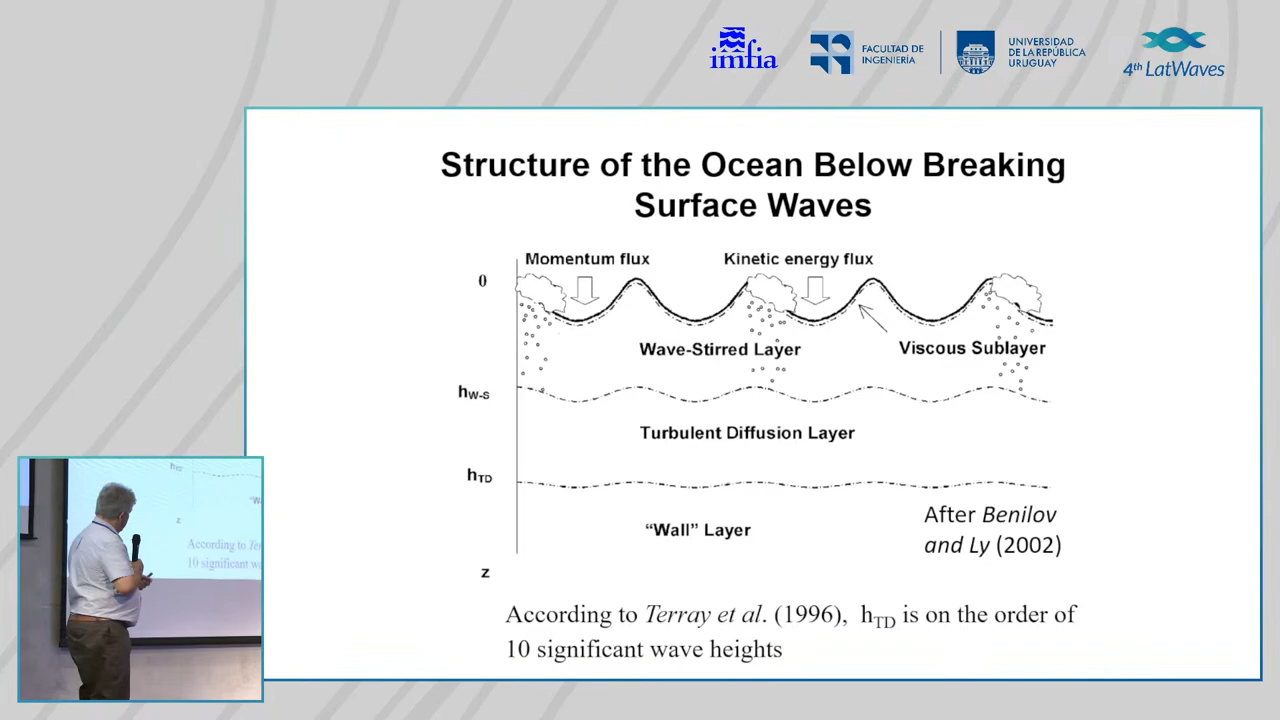 imfia
FACULTAD DE
INGENIERÍA
UNIVERSIDAD
DE LA REPÚBLICA
URUGUAY
4th LatWaves
Structure of the Ocean Below Breaking
Surface Waves
Momentum flux
Kinetic energy flux
0
Wave-Stirred Layer
Viscous Sublayer
hW-S
Turbulent Diffusion Layer
hTD
"Wall" Layer
After Benilov
and Ly (2002)
z
According to Terray et al. (1996), hTD is on the order of
10 significant wave heights
hTD
"W
z
According to Te
10 significant w